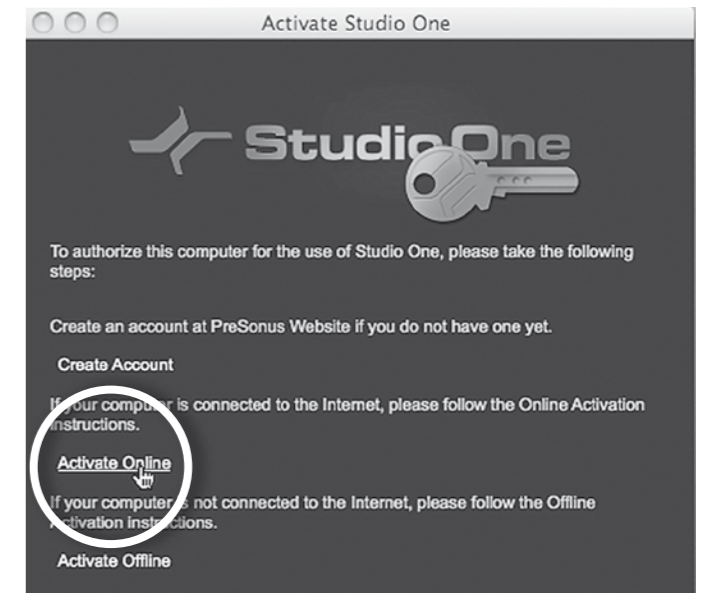 Activate Studio One
Studio One
To authorize this computer for the use of Studio One, please take the following
steps:
Create an account at PreSonus Website if you do not have one yet.
Create Account
If your computer is connected to the Internet, please follow the Online Activation
instructions.
Activate Online
If your computer is not connected to the Internet, please follow the Offline
Activation instructions.
Activate Offline